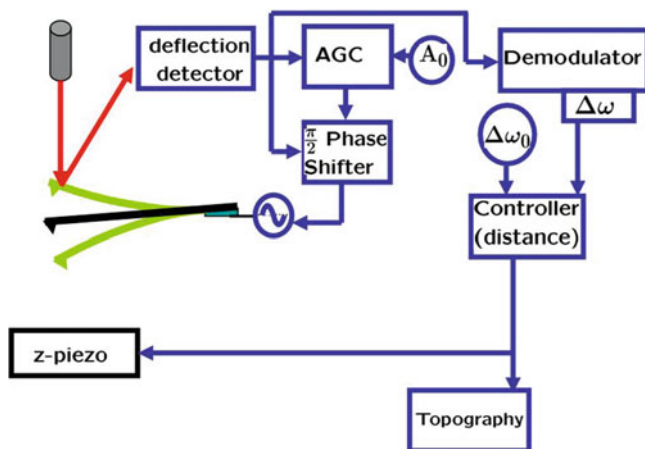 deflection
detector
AGC
A₀
Demodulator
Δω
π/2 Phase
Shifter
Δω₀
Controller
(distance)
z-piezo
Topography